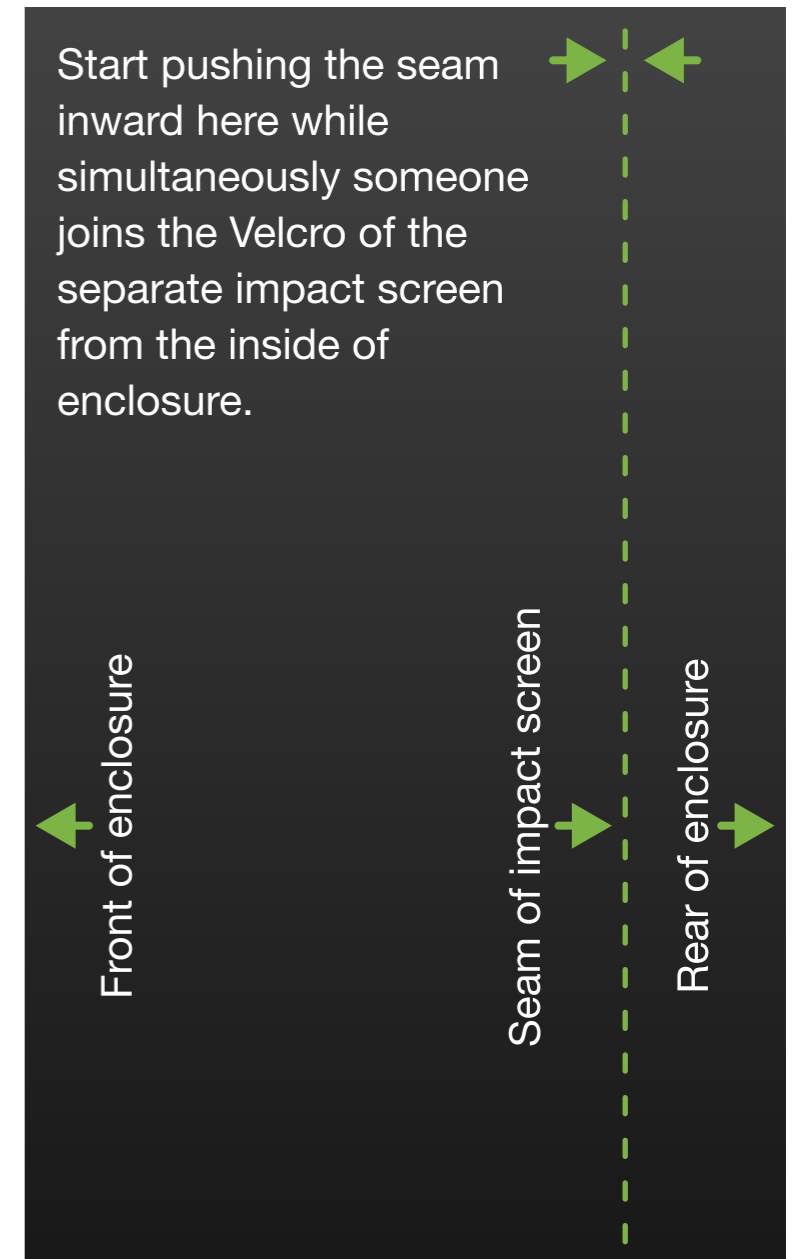 Start pushing the seam
inward here while
simultaneously someone
joins the Velcro of the
separate impact screen
from the inside of
enclosure.
Front of enclosure
Seam of impact screen
Rear of enclosure